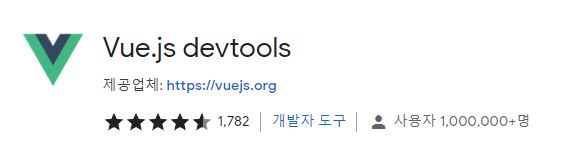 Vue.js devtools
제공업체: https://vuejs.org
1,782 개발자 도구 사용자 1,000,000+명